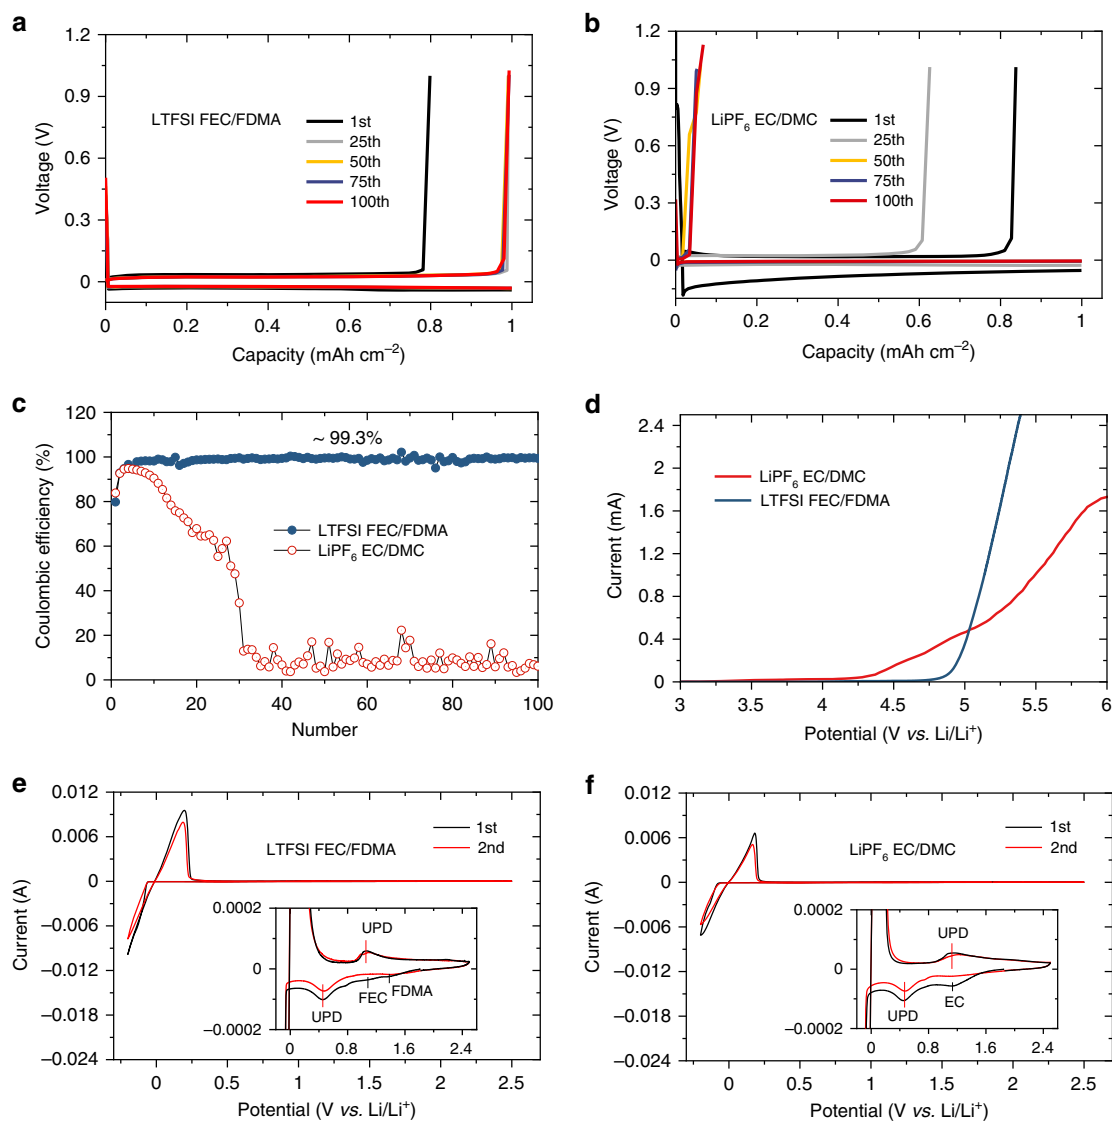 a
1.2
0.9
0.6
0.3
0
Voltage (V)
LTFSI FEC/FDMA
1st
25th
50th
75th
100th
0
0.2
0.4
0.6
0.8
1
Capacity (mAh cm⁻²)
b
1.2
0.9
0.6
0.3
0
Voltage (V)
LiPF₆ EC/DMC
1st
25th
50th
75th
100th
0
0.2
0.4
0.6
0.8
1
Capacity (mAh cm⁻²)
c
120
100
80
60
40
20
0
Coulombic efficiency (%)
~ 99.3%
LTFSI FEC/FDMA
LiPF₆ EC/DMC
0
20
40
60
80
100
Number
d
2.4
2.0
1.6
1.2
0.8
0.4
0
Current (mA)
LiPF₆ EC/DMC
LTFSI FEC/FDMA
3
3.5
4
4.5
5
5.5
6
Potential (V vs. Li/Li⁺)
e
0.012
0.006
0
−0.006
−0.012
−0.018
−0.024
Current (A)
LTFSI FEC/FDMA
1st
2nd
0.0002
0
−0.0002
UPD
FEC
FDMA
UPD
0
0.8
1.6
2.4
0
0.5
1
1.5
2.0
2.5
Potential (V vs. Li/Li⁺)
f
0.012
0.006
0
−0.006
−0.012
−0.018
−0.024
Current (A)
LiPF₆ EC/DMC
1st
2nd
0.0002
0
−0.0002
UPD
EC
UPD
0
0.8
1.6
2.4
0
0.5
1
1.5
2.0
2.5
Potential (V vs. Li/Li⁺)